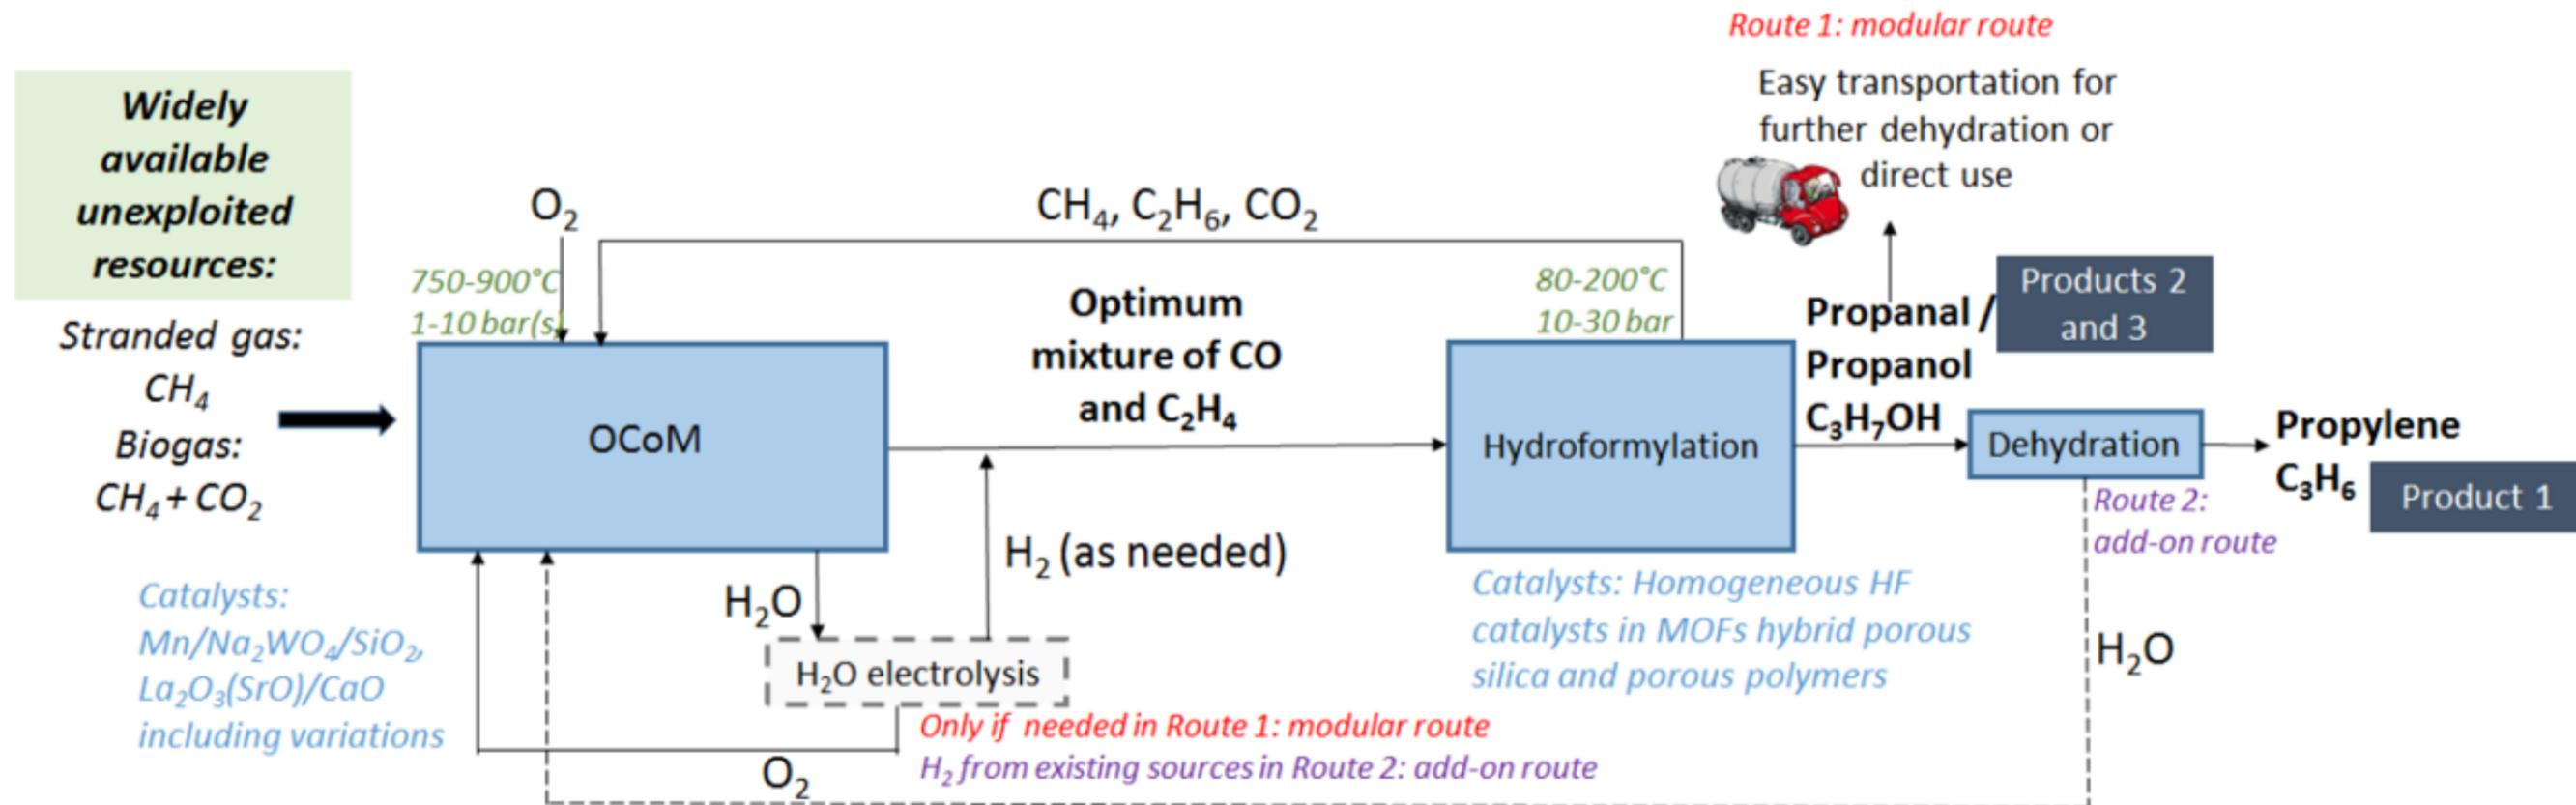 Route 1: modular route
Widely
available
unexploited
resources:
Easy transportation for
further dehydration or
direct use
O₂
CH₄, C₂H₆, CO₂
750-900°C
1-10 bar(s)
Optimum
mixture of CO
and C₂H₄
80-200°C
10-30 bar
Propanal /
Propanol
C₃H₇OH
Products 2
and 3
Stranded gas:
CH₄
Biogas:
CH₄ + CO₂
OCoM
Hydroformylation
Dehydration
Propylene
C₃H₆
Product 1
Route 2:
add-on route
H₂O
H₂ (as needed)
H₂O electrolysis
Catalysts:
Mn/Na₂WO₄/SiO₂,
La₂O₃(SrO)/CaO
including variations
Catalysts: Homogeneous HF
catalysts in MOFs hybrid porous
silica and porous polymers
H₂O
Only if needed in Route 1: modular route
H₂ from existing sources in Route 2: add-on route
O₂